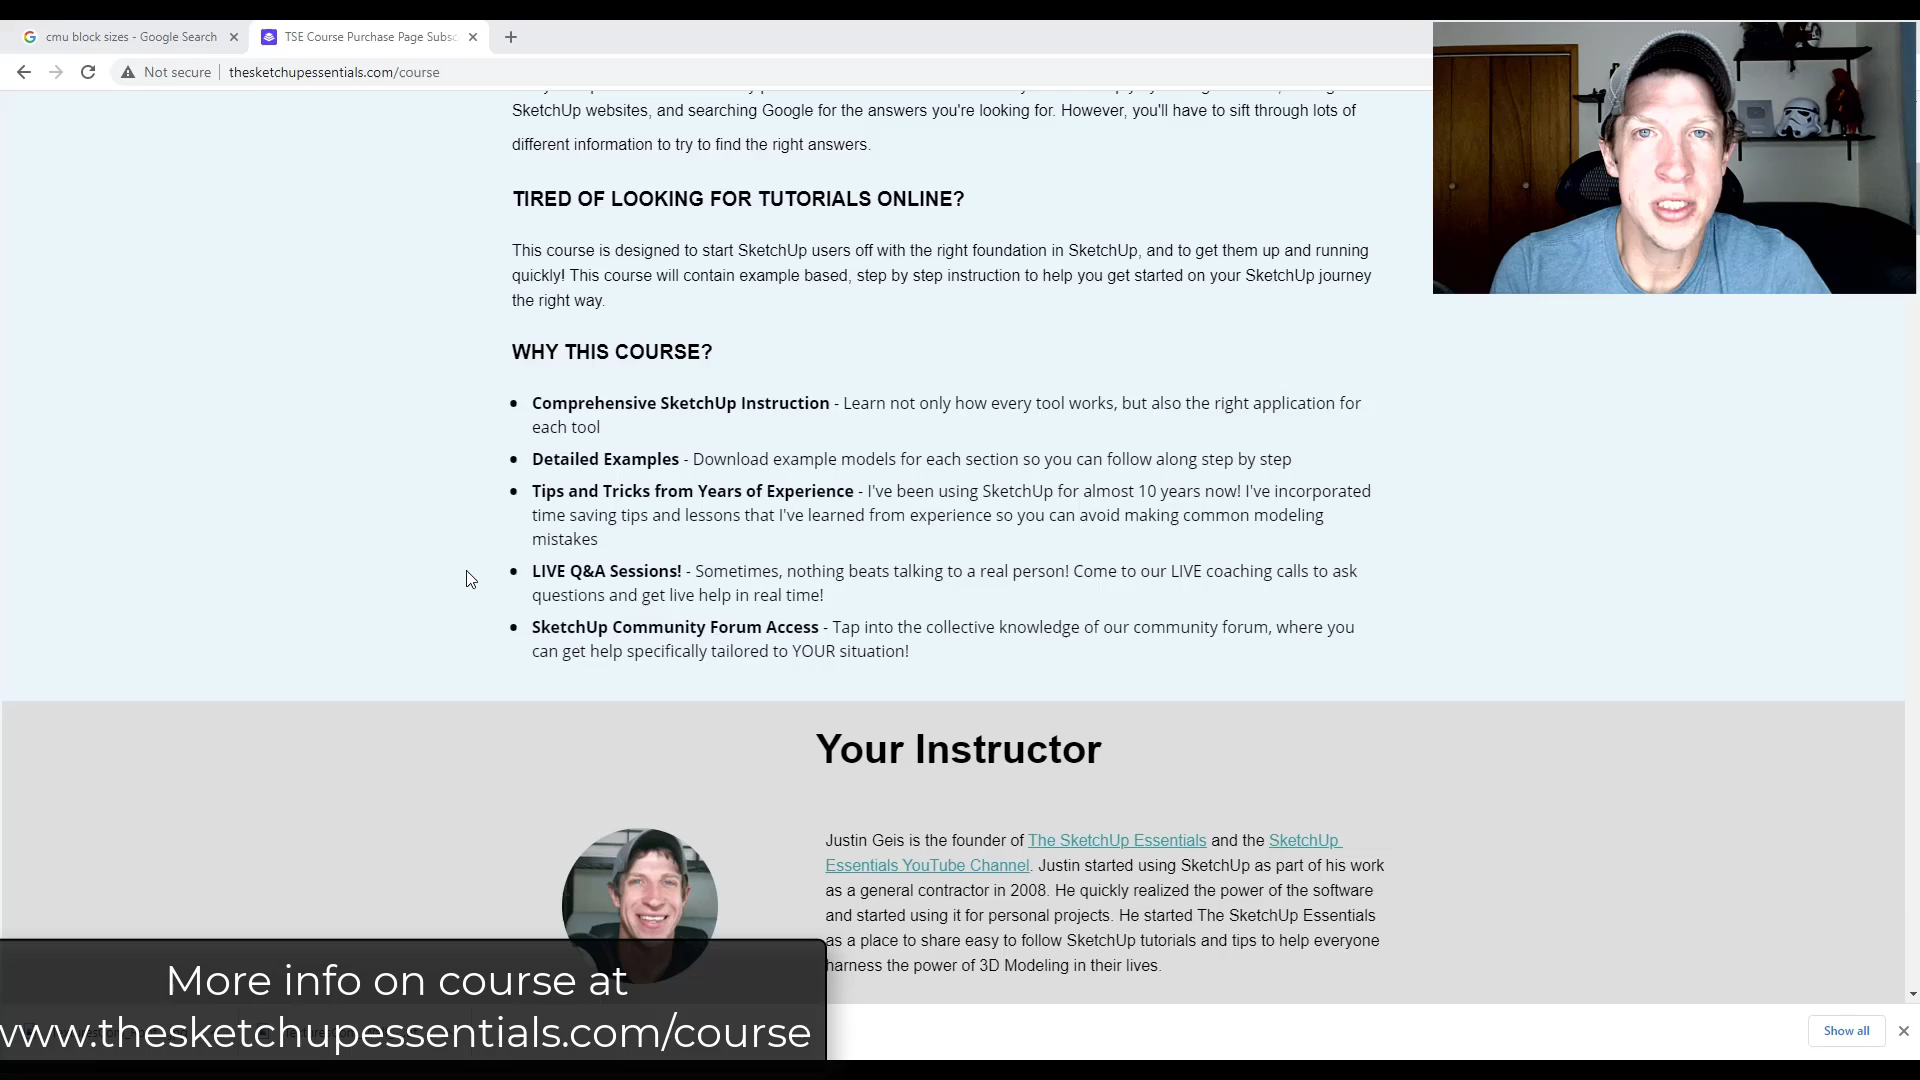 cmu block sizes - Google Search
TSE Course Purchase Page Subsc
Not secure
thesketchupessentials.com/course
SketchUp websites, and searching Google for the answers you're looking for. However, you'll have to sift through lots of
different information to try to find the right answers.
TIRED OF LOOKING FOR TUTORIALS ONLINE?
This course is designed to start SketchUp users off with the right foundation in SketchUp, and to get them up and running
quickly! This course will contain example based, step by step instruction to help you get started on your SketchUp journey
the right way.
WHY THIS COURSE?
Comprehensive SketchUp Instruction - Learn not only how every tool works, but also the right application for
each tool
Detailed Examples - Download example models for each section so you can follow along step by step
Tips and Tricks from Years of Experience - I've been using SketchUp for almost 10 years now! I've incorporated
time saving tips and lessons that I've learned from experience so you can avoid making common modeling
mistakes
LIVE Q&A Sessions! - Sometimes, nothing beats talking to a real person! Come to our LIVE coaching calls to ask
questions and get live help in real time!
SketchUp Community Forum Access - Tap into the collective knowledge of our community forum, where you
can get help specifically tailored to YOUR situation!
Your Instructor
Justin Geis is the founder of The SketchUp Essentials and the SketchUp
Essentials YouTube Channel. Justin started using SketchUp as part of his work
as a general contractor in 2008. He quickly realized the power of the software
and started using it for personal projects. He started The SketchUp Essentials
as a place to share easy to follow SketchUp tutorials and tips to help everyone
harness the power of 3D Modeling in their lives.
More info on course at
www.thesketchupessentials.com/course
Show all